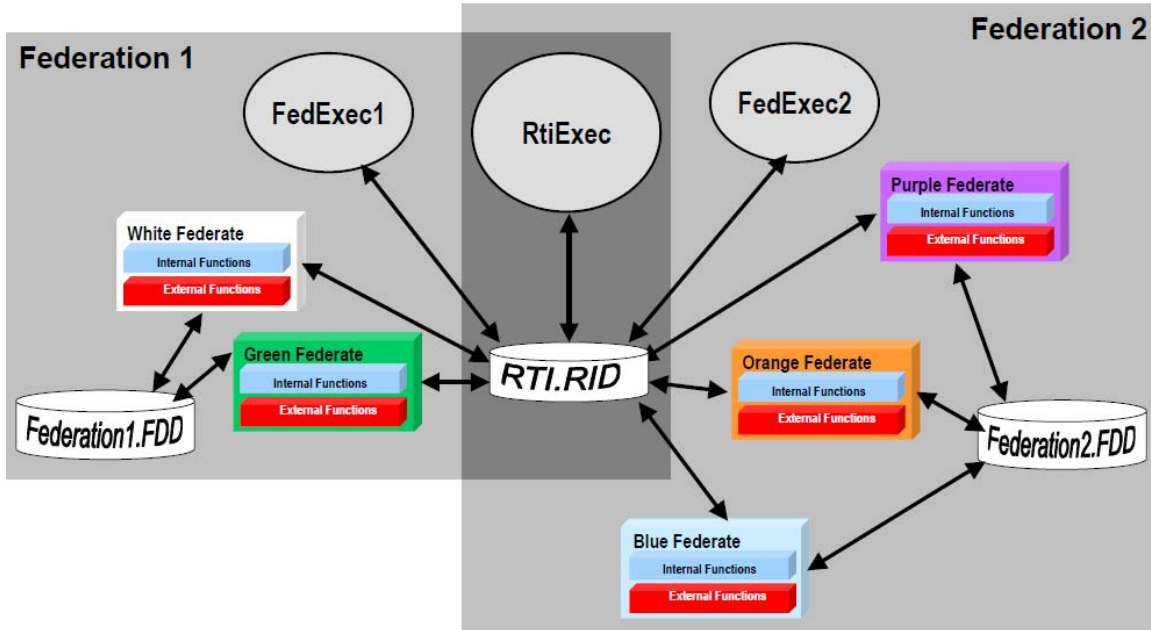 Federation 1
Federation 2
FedExec1
RtiExec
FedExec2
Purple Federate
Internal Functions
External Functions
White Federate
Internal Functions
External Functions
Green Federate
Internal Functions
External Functions
RTI.RID
Orange Federate
Internal Functions
External Functions
Federation1.FDD
Federation2.FDD
Blue Federate
Internal Functions
External Functions